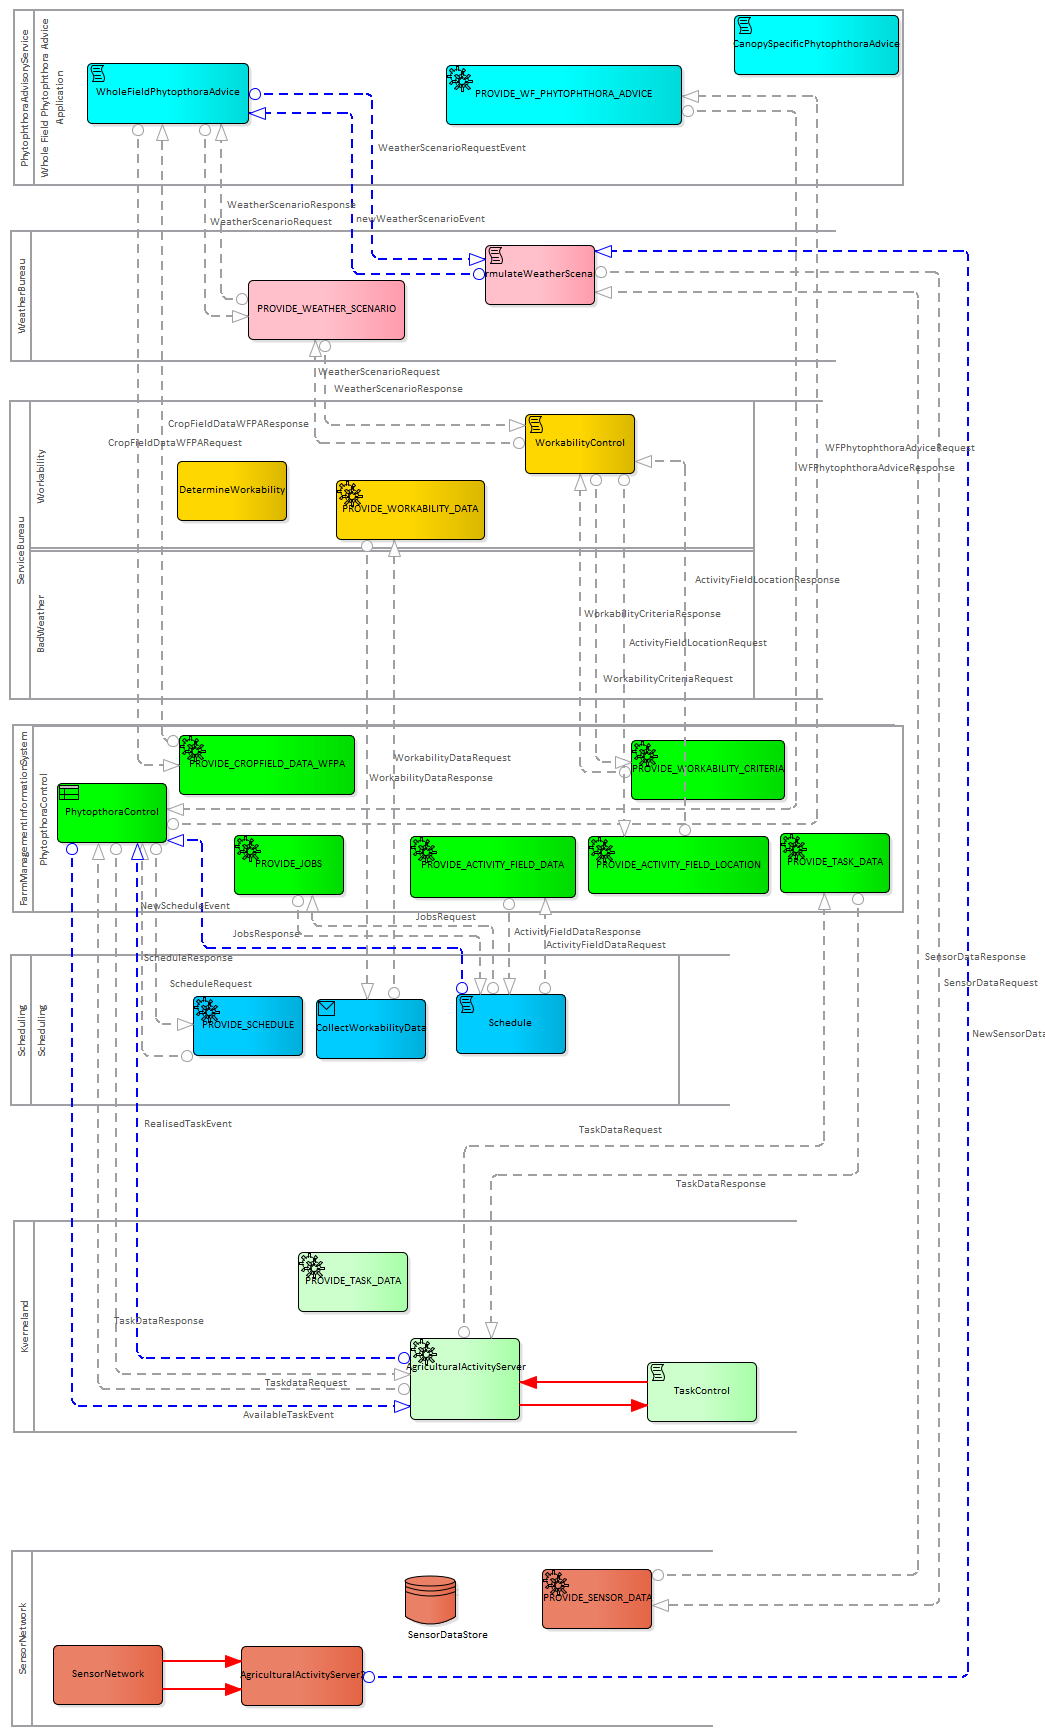 PhytophthoraAdvisoryService
Whole Field Phytophthora Advice
Application
CanopySpecificPhytophthoraAdvice
WholeFieldPhytopthoraAdvice
PROVIDE_WF_PHYTOPHTHORA_ADVICE
WeatherScenarioRequestEvent
WeatherScenarioResponse
WeatherScenarioRequest
newWeatherScenarioEvent
WeatherBureau
rmulateWeatherScena
PROVIDE_WEATHER_SCENARIO
WeatherScenarioRequest
WeatherScenarioResponse
ServiceBureau
Workability
CropFieldDataWFPAResponse
CropFieldDataWFPARequest
WorkabilityControl
WFPhytophthoraAdviceRequest
WFPhytophthoraAdviceResponse
DetermineWorkability
PROVIDE_WORKABILITY_DATA
BadWeather
ActivityFieldLocationResponse
WorkabilityCriteriaResponse
ActivityFieldLocationRequest
WorkabilityCriteriaRequest
FarmManagementInformationSystem
PhytopthoraControl
PROVIDE_CROPFIELD_DATA_WFPA
WorkabilityDataRequest
WorkabilityDataResponse
PROVIDE_WORKABILITY_CRITERIA
PhytopthoraControl
PROVIDE_JOBS
PROVIDE_ACTIVITY_FIELD_DATA
PROVIDE_ACTIVITY_FIELD_LOCATION
PROVIDE_TASK_DATA
NewScheduleEvent
JobsRequest
JobsResponse
ActivityFieldDataResponse
ActivityFieldDataRequest
ScheduleResponse
ScheduleRequest
SensorDataResponse
SensorDataRequest
NewSensorData
Scheduling
Scheduling
PROVIDE_SCHEDULE
CollectWorkabilityData
Schedule
RealisedTaskEvent
TaskDataRequest
TaskDataResponse
Kverneland
PROVIDE_TASK_DATA
TaskDataResponse
AgriculturalActivityServer
TaskdataRequest
TaskControl
AvailableTaskEvent
SensorNetwork
PROVIDE_SENSOR_DATA
SensorDataStore
SensorNetwork
AgriculturalActivityServer2